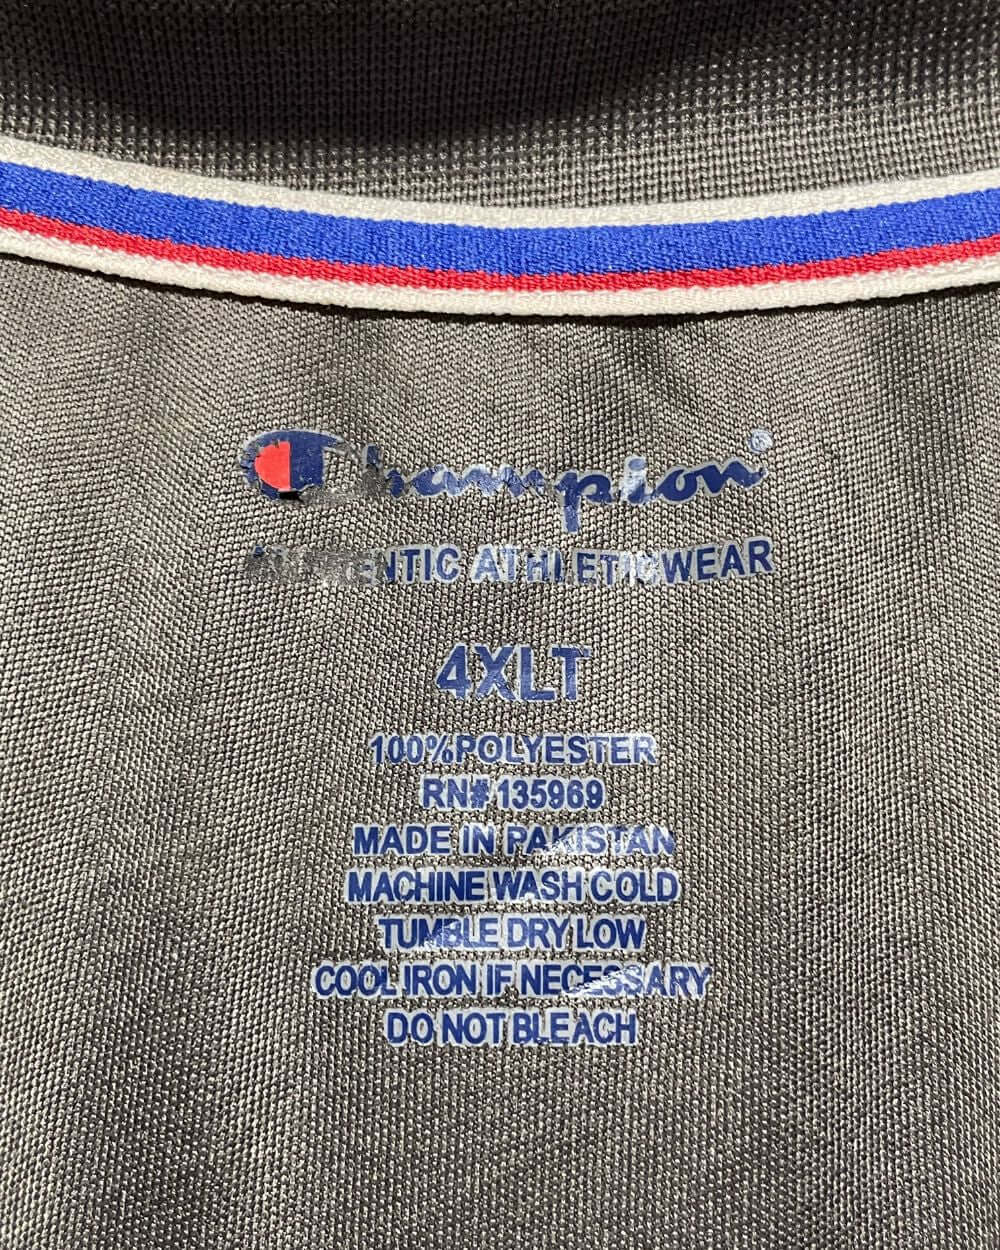 Champion®
AUTHENTIC ATHLETICWEAR
4XLT
100%POLYESTER
RN# 135969
MADE IN PAKISTAN
MACHINE WASH COLD
TUMBLE DRY LOW
COOL IRON IF NECESSARY
DO NOT BLEACH